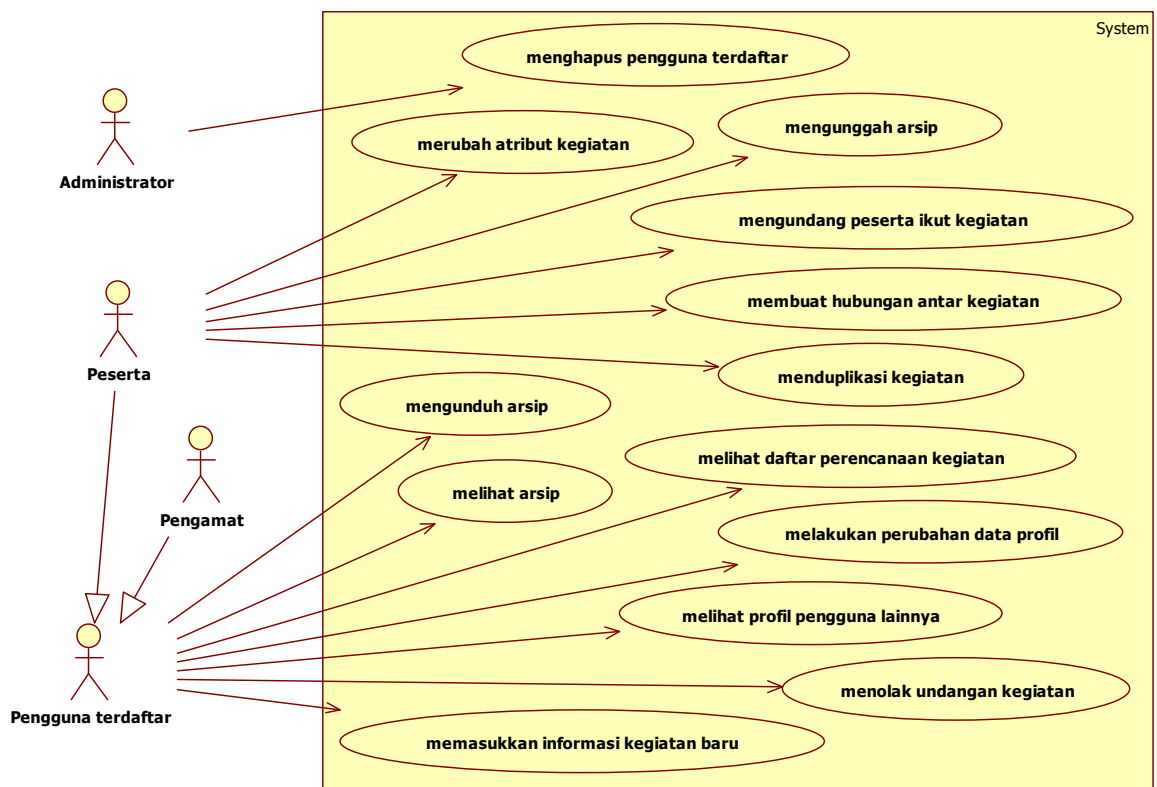 System
menghapus pengguna terdaftar
mengunggah arsip
merubah atribut kegiatan
Administrator
mengundang peserta ikut kegiatan
membuat hubungan antar kegiatan
Peserta
menduplikasi kegiatan
mengunduh arsip
melihat daftar perencanaan kegiatan
melihat arsip
Pengamat
melakukan perubahan data profil
melihat profil pengguna lainnya
menolak undangan kegiatan
Pengguna terdaftar
memasukkan informasi kegiatan baru